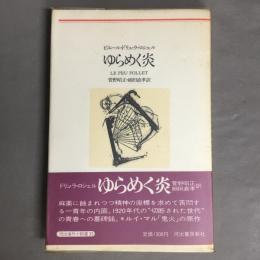 ピエール・ドリュ・ラ・ロシェル
ゆらめく炎
LE FEU FOLLET
菅野昭正・細田直孝訳
ドリュ・ラ・ロシェル ゆらめく炎 菅野昭正 細田直孝 訳
麻薬に蝕まれつつ精神の座標を求めて苦悶する
一青年の内面。1920年代の“切断された世代”
の青春への墓碑銘。*ルイ・マル「鬼火」の原作
定価/300円 河出書房新社